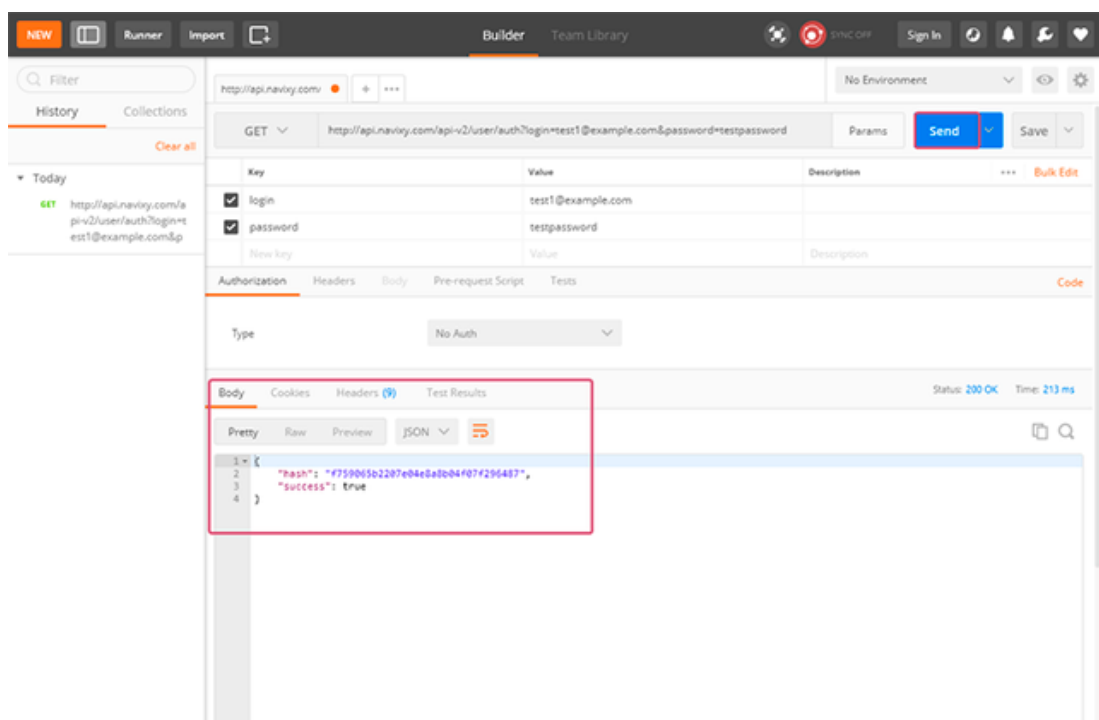 NEW Runner Import Builder Team Library SYNC OFF Sign In
Filter
History Collections
Clear all
Today
GET http://api.navixy.com/a
pi-v2/user/auth?login=t
est1@example.com&p
http://api.navixy.com/ + ••• No Environment
GET http://api.navixy.com/api-v2/user/auth?login=test1@example.com&password=testpassword Params Send Save
Key Value Description ••• Bulk Edit
login test1@example.com
password testpassword
New key Value Description
Authorization Headers Body Pre-request Script Tests Code
Type No Auth
Body Cookies Headers (9) Test Results Status: 200 OK Time: 213 ms
Pretty Raw Preview JSON
1 {
2 "hash": "f759065b2207e04e8a8b04f07f296487",
3 "success": true
4 }